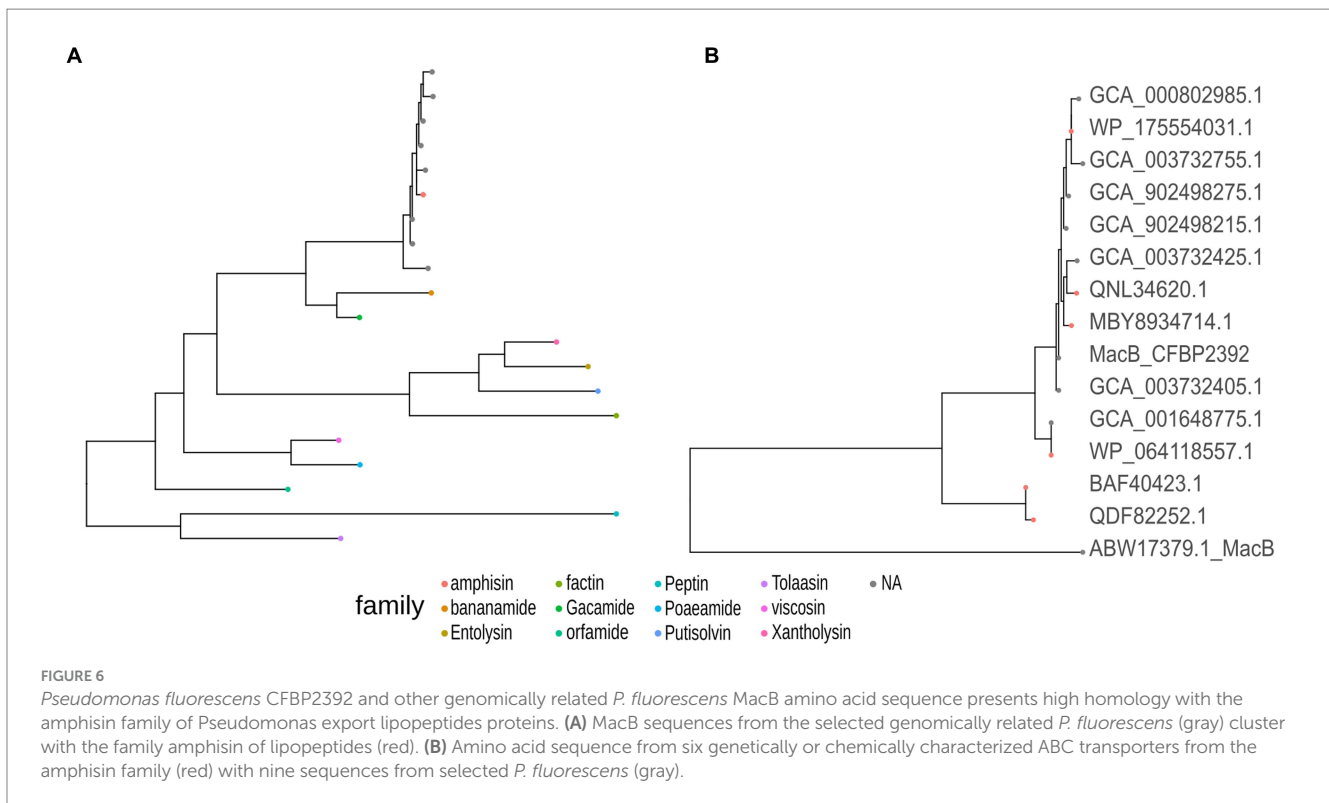 A
B
GCA_000802985.1
WP_175554031.1
GCA_003732755.1
GCA_902498275.1
GCA_902498215.1
GCA_003732425.1
QNL34620.1
MBY8934714.1
MacB_CFBP2392
GCA_003732405.1
GCA_001648775.1
WP_064118557.1
BAF40423.1
QDF82252.1
ABW17379.1_MacB
family
amphisin factin Peptin Tolaasin NA
bananamide Gacamide Poaeamide viscosin
Entolysin orfamide Putisolvin Xantholysin
FIGURE 6
Pseudomonas fluorescens CFBP2392 and other genomically related P. fluorescens MacB amino acid sequence presents high homology with the
amphisin family of Pseudomonas export lipopeptides proteins. (A) MacB sequences from the selected genomically related P. fluorescens (gray) cluster
with the family amphisin of lipopeptides (red). (B) Amino acid sequence from six genetically or chemically characterized ABC transporters from the
amphisin family (red) with nine sequences from selected P. fluorescens (gray).